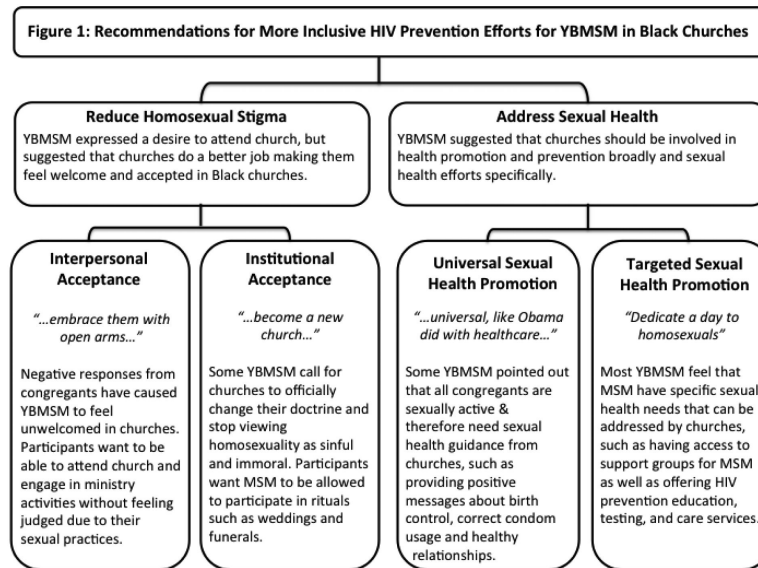 Figure 1: Recommendations for More Inclusive HIV Prevention Efforts for YBMSM in Black Churches
Reduce Homosexual Stigma
YBMSM expressed a desire to attend church, but
suggested that churches do a better job making them
feel welcome and accepted in Black churches.
Address Sexual Health
YBMSM suggested that churches should be involved in
health promotion and prevention broadly and sexual
health efforts specifically.
Interpersonal
Acceptance
“…embrace them with
open arms…”
Negative responses from
congregants have caused
YBMSM to feel
unwelcomed in churches.
Participants want to be
able to attend church and
engage in ministry
activities without feeling
judged due to their
sexual practices.
Institutional
Acceptance
“…become a new
church…”
Some YBMSM call for
churches to officially
change their doctrine and
stop viewing
homosexuality as sinful
and immoral. Participants
want MSM to be allowed
to participate in rituals
such as weddings and
funerals.
Universal Sexual
Health Promotion
“…universal, like Obama
did with healthcare…”
Some YBMSM pointed out
that all congregants are
sexually active &
therefore need sexual
health guidance from
churches, such as
providing positive
messages about birth
control, correct condom
usage and healthy
relationships.
Targeted Sexual
Health Promotion
“Dedicate a day to
homosexuals”
Most YBMSM feel that
MSM have specific sexual
health needs that can be
addressed by churches,
such as having access to
support groups for MSM
as well as offering HIV
prevention education,
testing, and care services.